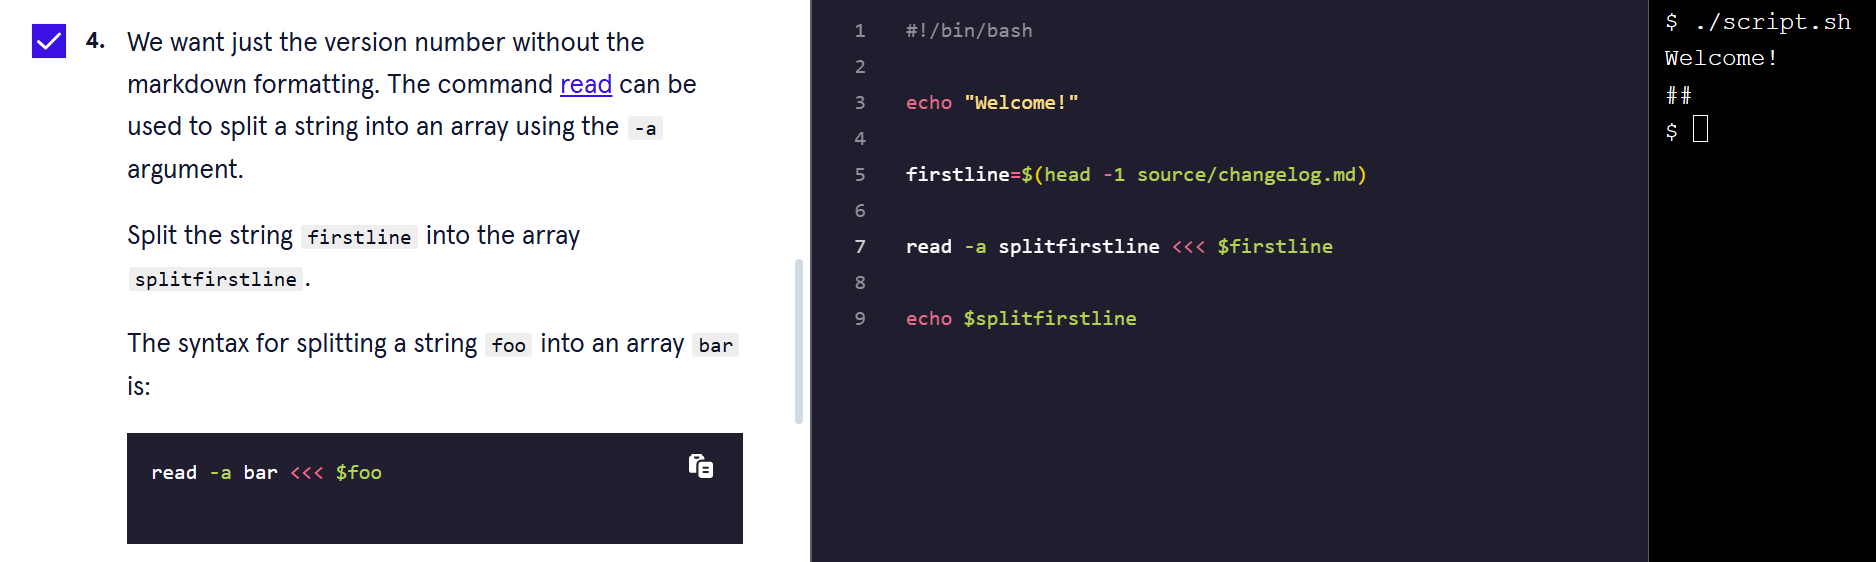 4. We want just the version number without the
markdown formatting. The command read can be
used to split a string into an array using the -a
argument.
Split the string firstline into the array
splitfirstline.
The syntax for splitting a string foo into an array bar
is:
read -a bar <<< $foo
1 #!/bin/bash
2
3 echo "Welcome!"
4
5 firstline=$(head -1 source/changelog.md)
6
7 read -a splitfirstline <<< $firstline
8
9 echo $splitfirstline
$ ./script.sh
Welcome!
##
$